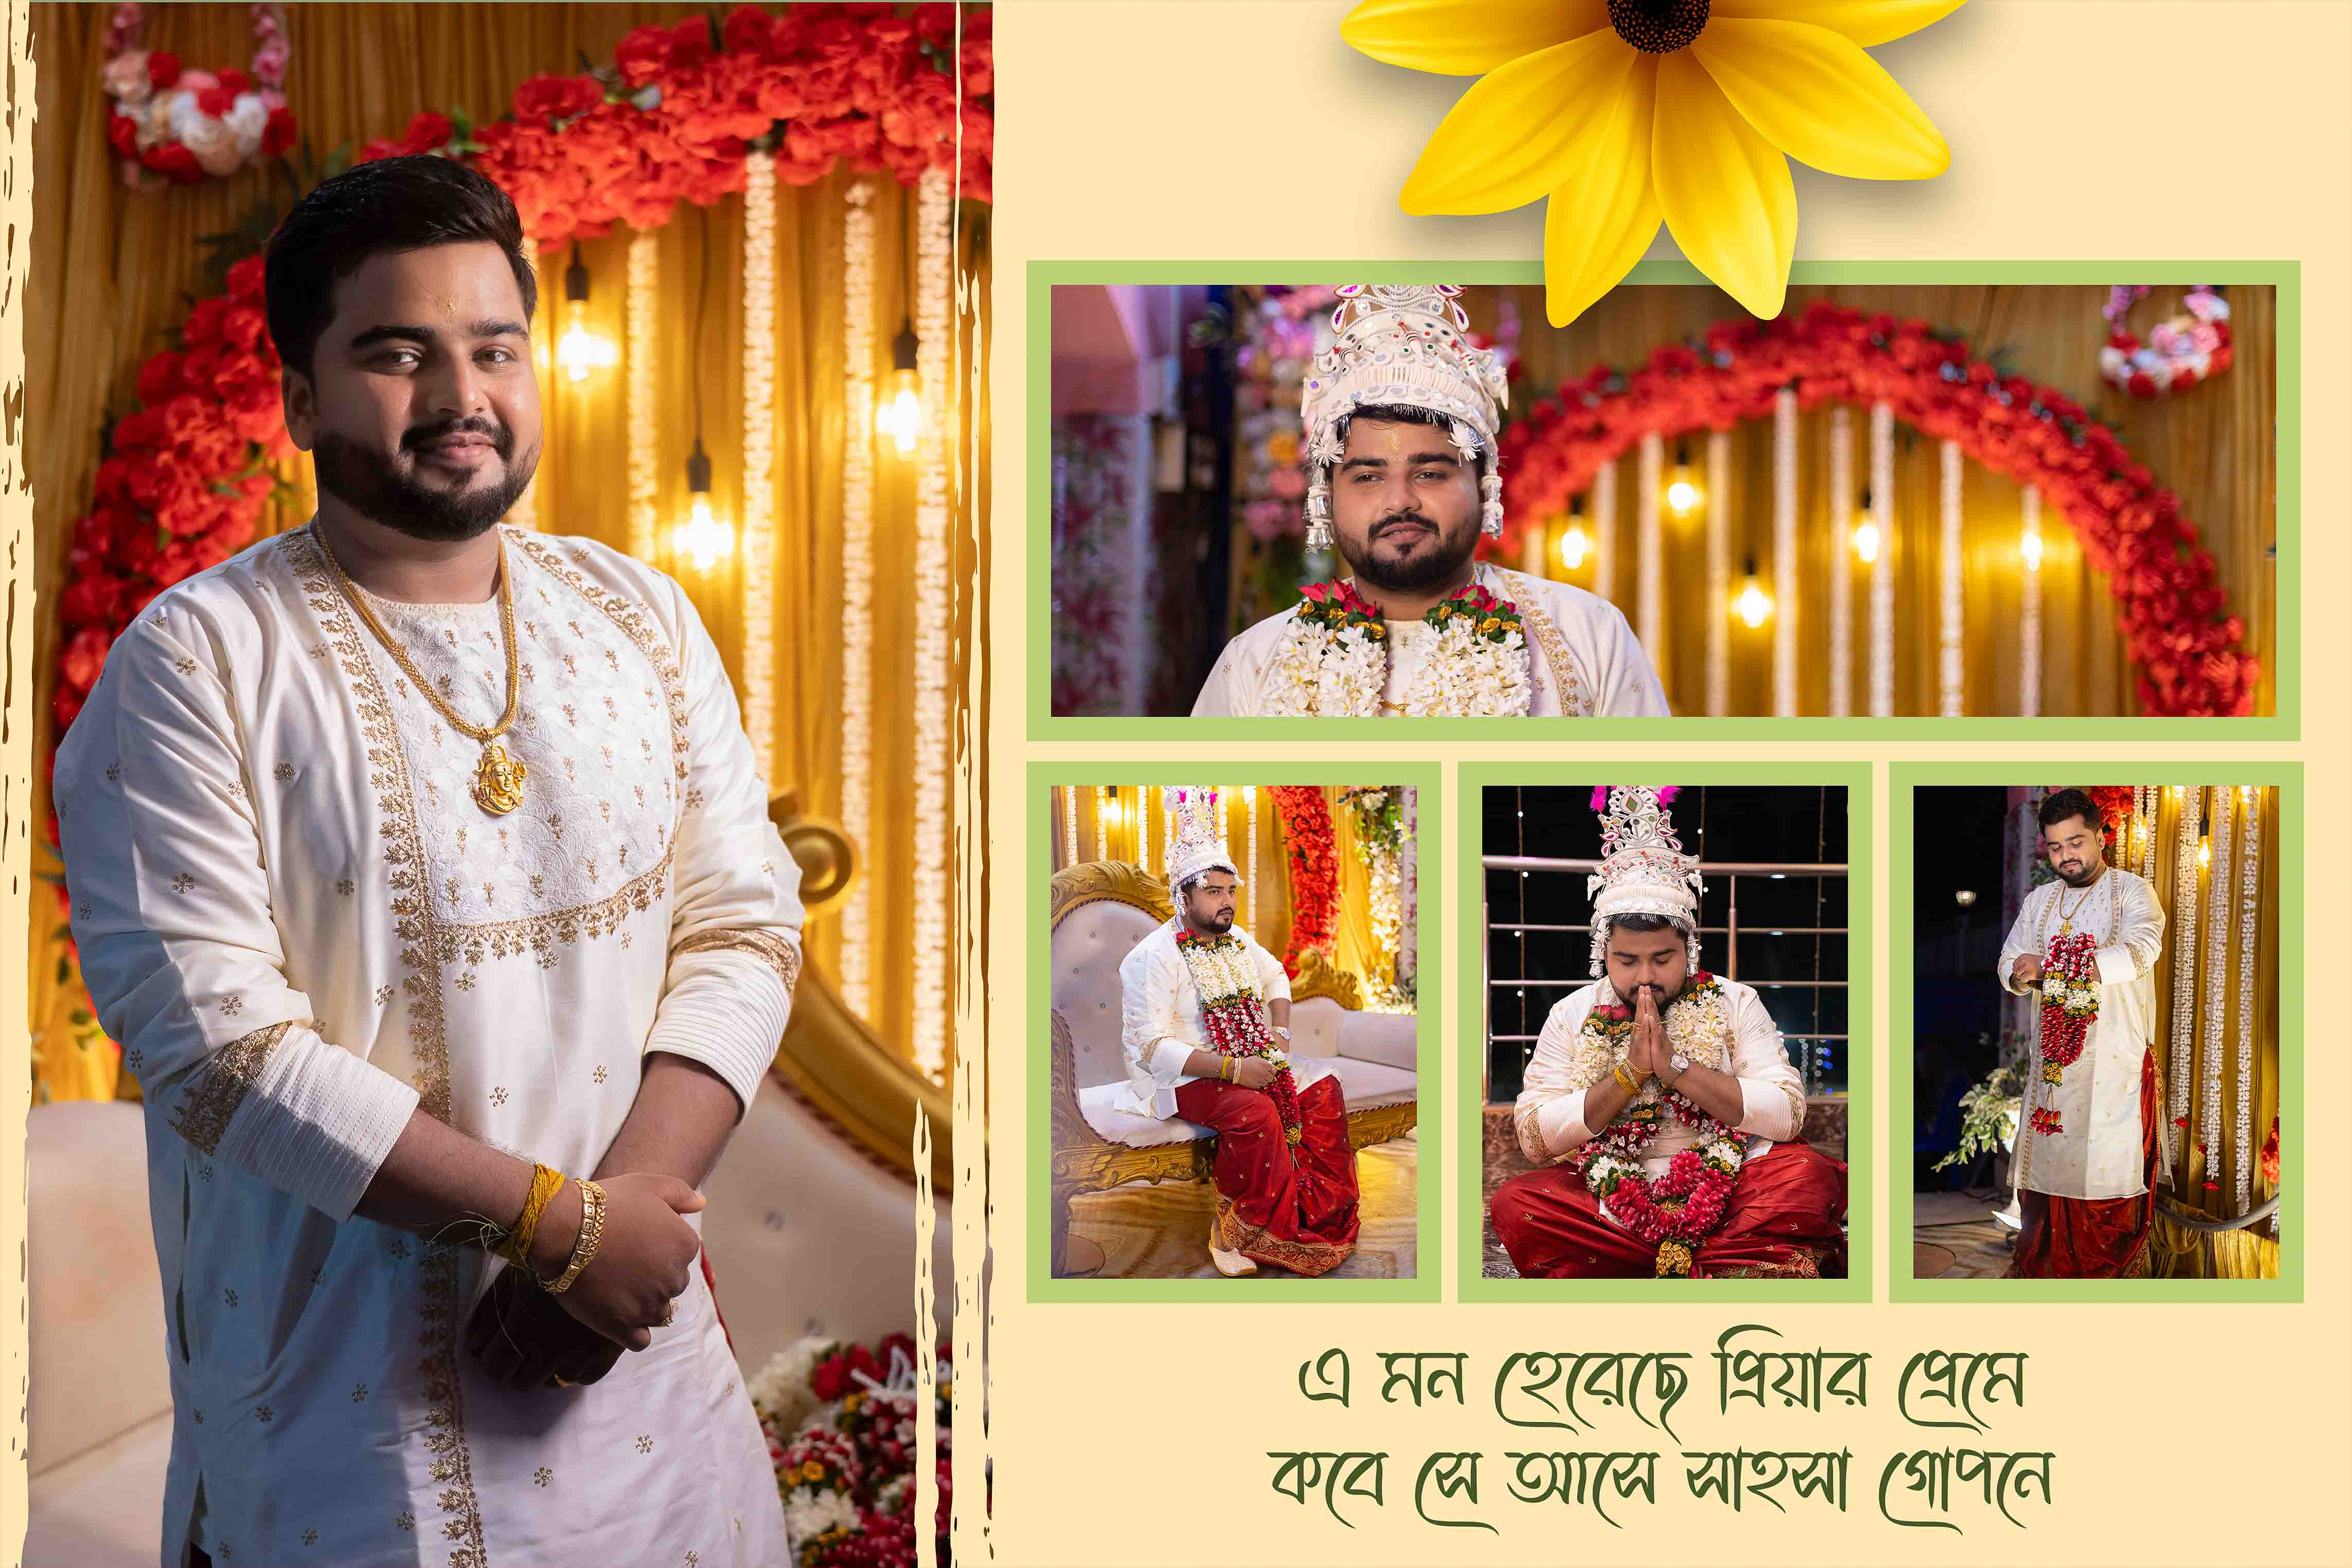 এ মন হেরেছে প্রিয়ার প্রেমে
কবে সে আসে সাহসা গোপনে